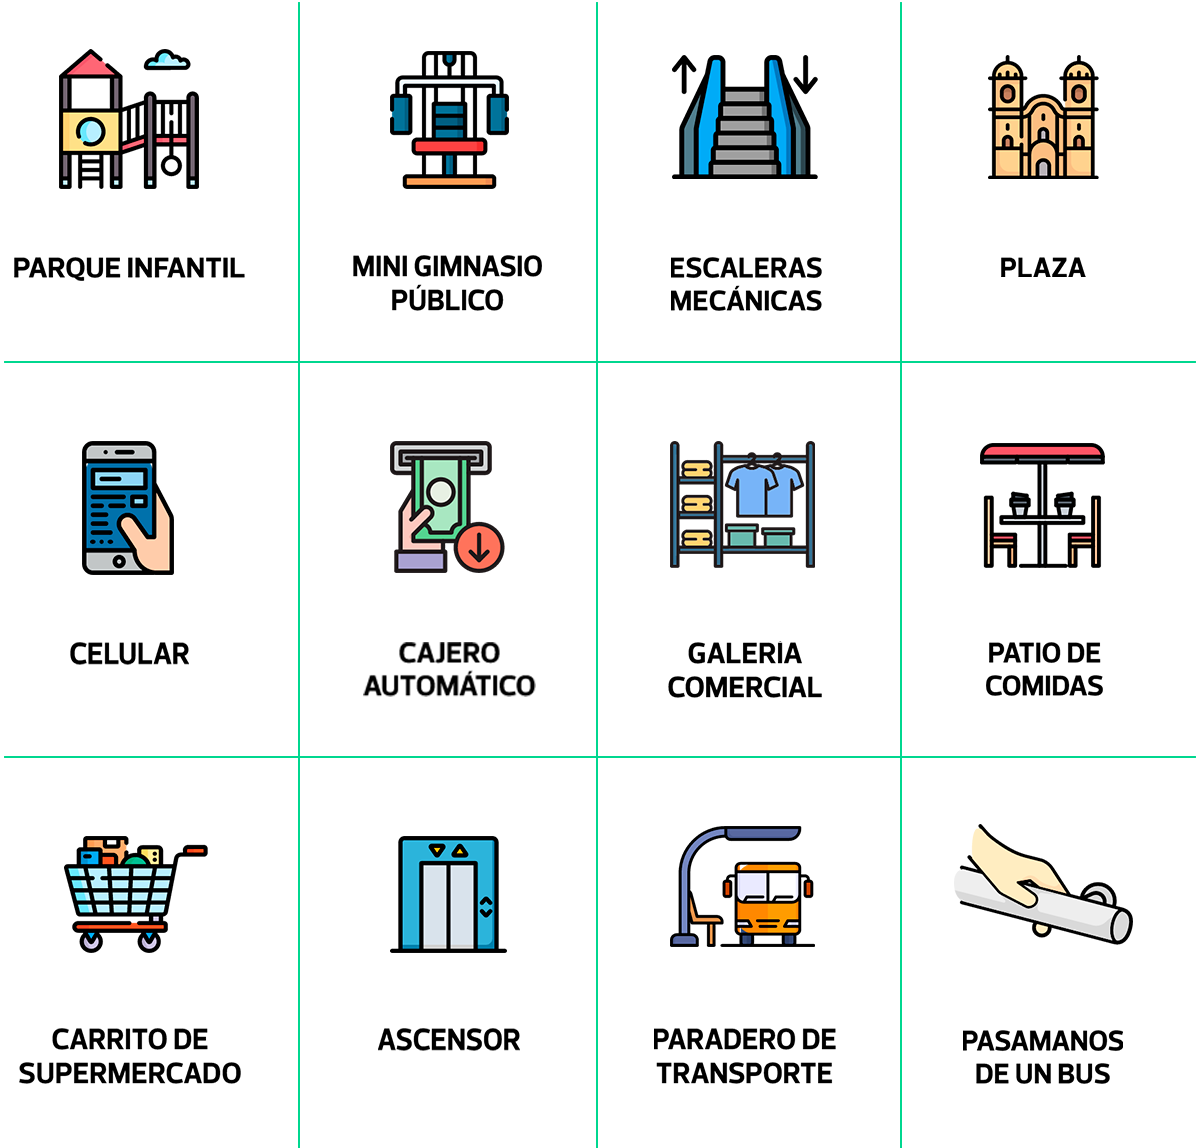 PARQUE INFANTIL
MINI GIMNASIO
PÚBLICO
ESCALERAS
MECÁNICAS
PLAZA
CELULAR
CAJERO
AUTOMÁTICO
GALERÍA
COMERCIAL
PATIO DE
COMIDAS
CARRITO DE
SUPERMERCADO
ASCENSOR
PARADERO DE
TRANSPORTE
PASAMANOS
DE UN BUS